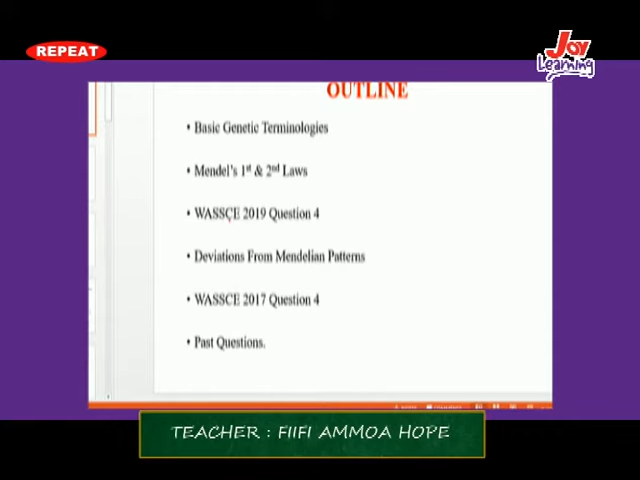 REPEAT
Joy
Learning
OUTLINE
• Basic Genetic Terminologies
• Mendel's 1st & 2nd Laws
• WASSCE 2019 Question 4
• Deviations From Mendelian Patterns
• WASSCE 2017 Question 4
• Past Questions.
TEACHER : FIIFI AMMOA HOPE